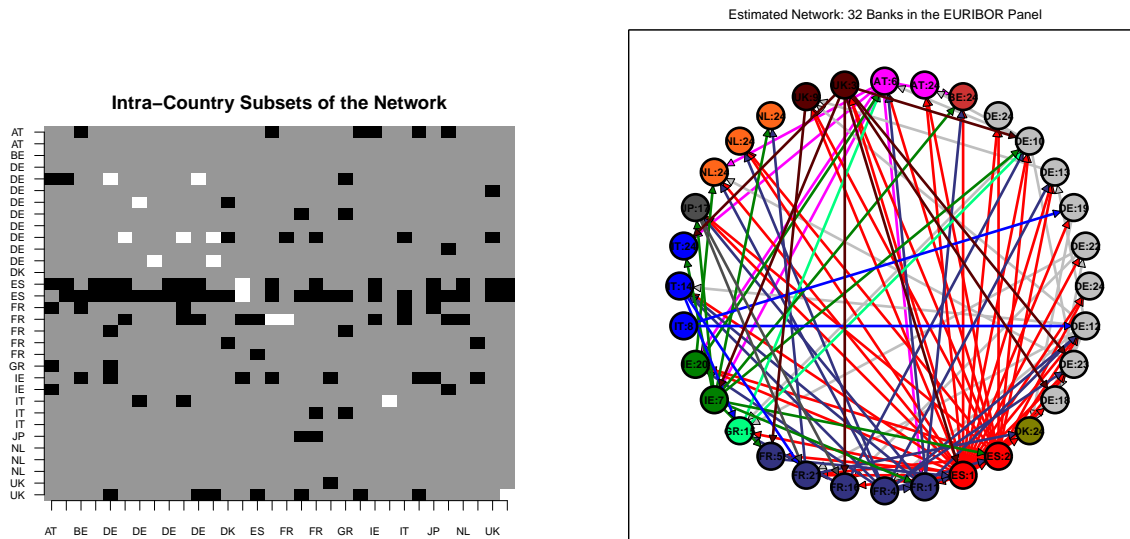 Intra−Country Subsets of the Network
AT
AT
BE
DE
DE
DE
DE
DE
DE
DE
DE
DE
DK
ES
ES
FR
FR
FR
FR
FR
GR
IE
IE
IT
IT
IT
JP
NL
NL
NL
UK
UK
AT BE DE DE DE DE DK ES FR FR GR IE IT JP NL UK
Estimated Network: 32 Banks in the EURIBOR Panel
AT:6
AT:24
BE:24
DE:24
DE:16
DE:13
DE:19
DE:22
DE:24
DE:12
DE:23
DE:18
DK:24
ES:2
ES:1
FR:11
FR:4
FR:16
FR:21
FR:5
GR:15
IE:7
IE:20
IT:6
IT:14
IT:24
JP:17
NL:24
NL:24
NL:24